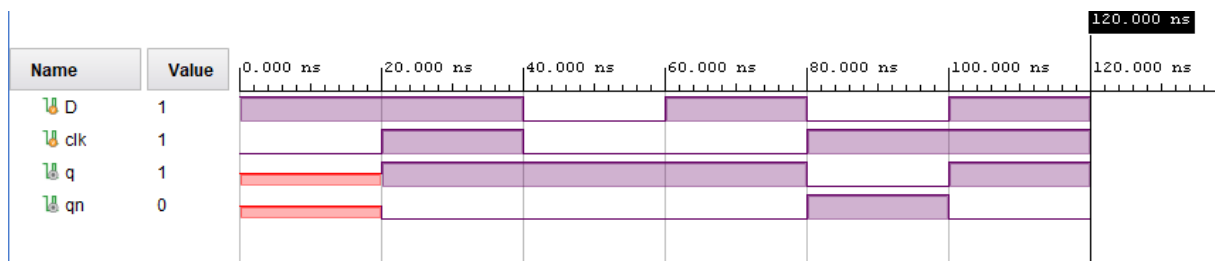 120.000 ns
Name Value 0.000 ns 20.000 ns 40.000 ns 60.000 ns 80.000 ns 100.000 ns 120.000 ns
D 1
clk 1
q 1
qn 0